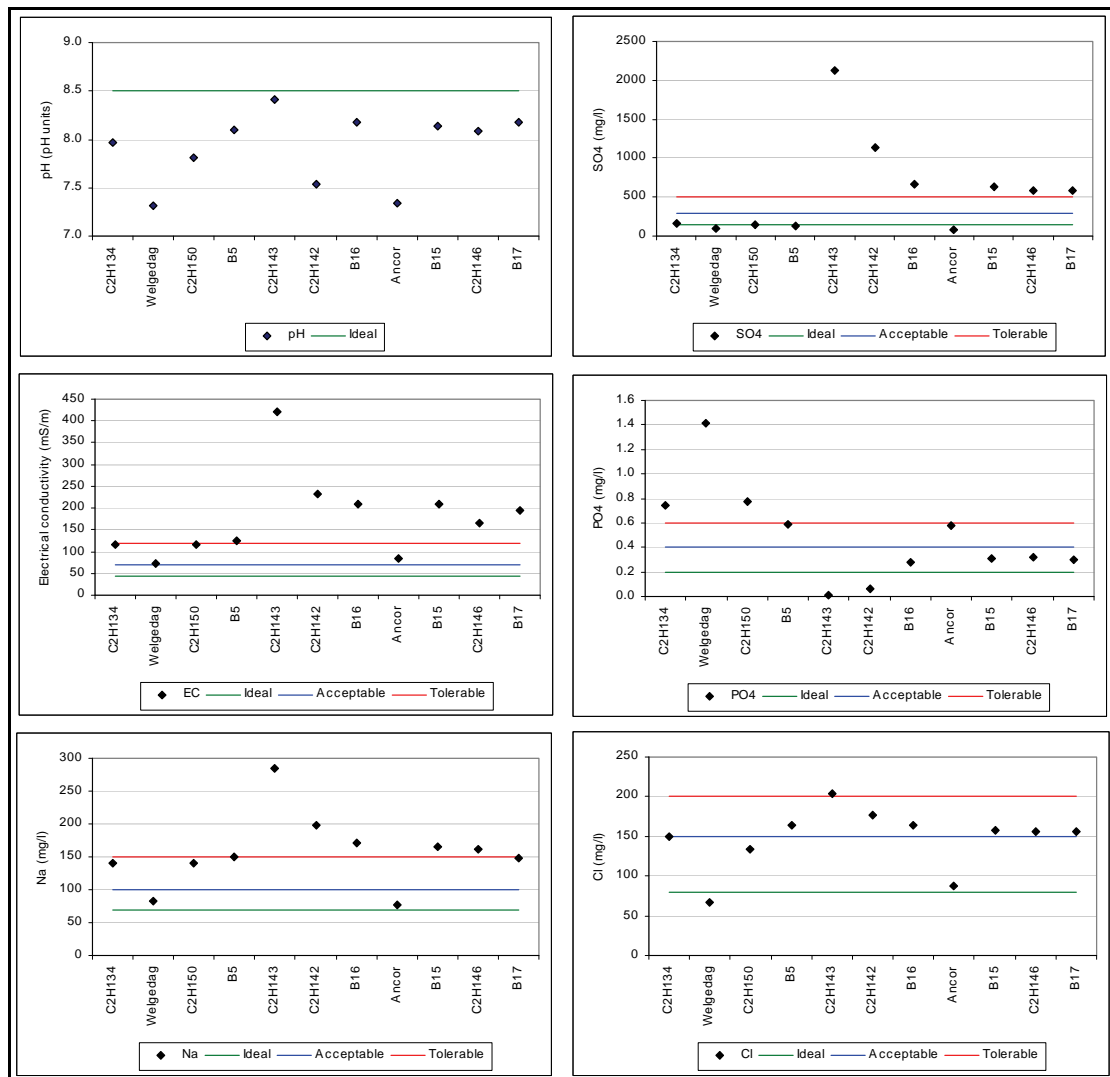 9.0
8.5
8.0
7.5
7.0
pH (pH units)
C2H134
Welgedag
C2H150
B5
C2H143
C2H142
B16
Ancor
B15
C2H146
B17
pH Ideal
2500
2000
1500
1000
500
0
SO4 (mg/l)
C2H134
Welgedag
C2H150
B5
C2H143
C2H142
B16
Ancor
B15
C2H146
B17
SO4 Ideal Acceptable Tolerable
450
400
350
300
250
200
150
100
50
0
Electrical conductivity (mS/m)
C2H134
Welgedag
C2H150
B5
C2H143
C2H142
B16
Ancor
B15
C2H146
B17
EC Ideal Acceptable Tolerable
1.6
1.4
1.2
1.0
0.8
0.6
0.4
0.2
0.0
PO4 (mg/l)
C2H134
Welgedag
C2H150
B5
C2H143
C2H142
B16
Ancor
B15
C2H146
B17
PO4 Ideal Acceptable Tolerable
300
250
200
150
100
50
0
Na (mg/l)
C2H134
Welgedag
C2H150
B5
C2H143
C2H142
B16
Ancor
B15
C2H146
B17
Na Ideal Acceptable Tolerable
250
200
150
100
50
0
Cl (mg/l)
C2H134
Welgedag
C2H150
B5
C2H143
C2H142
B16
Ancor
B15
C2H146
B17
Cl Ideal Acceptable Tolerable